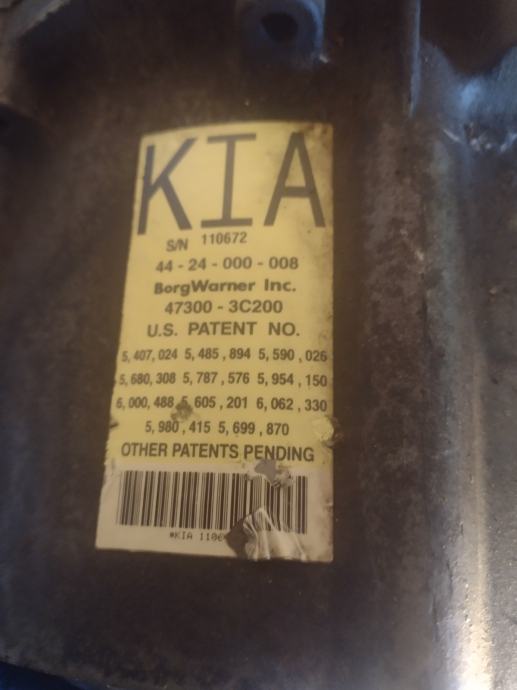 KIA
S/N 110672
44 - 24 - 000 - 008
BorgWarner Inc.
47300 - 3C200
U.S. PATENT NO.
5, 407, 024 5, 485 , 894 5, 590 , 026
5, 680, 308 5, 787 , 576 5, 954 , 150
6, 000, 488 5, 605 , 201 6, 062 , 330
5, 980 , 415 5, 699 , 870
OTHER PATENTS PENDING
*KIA 1106